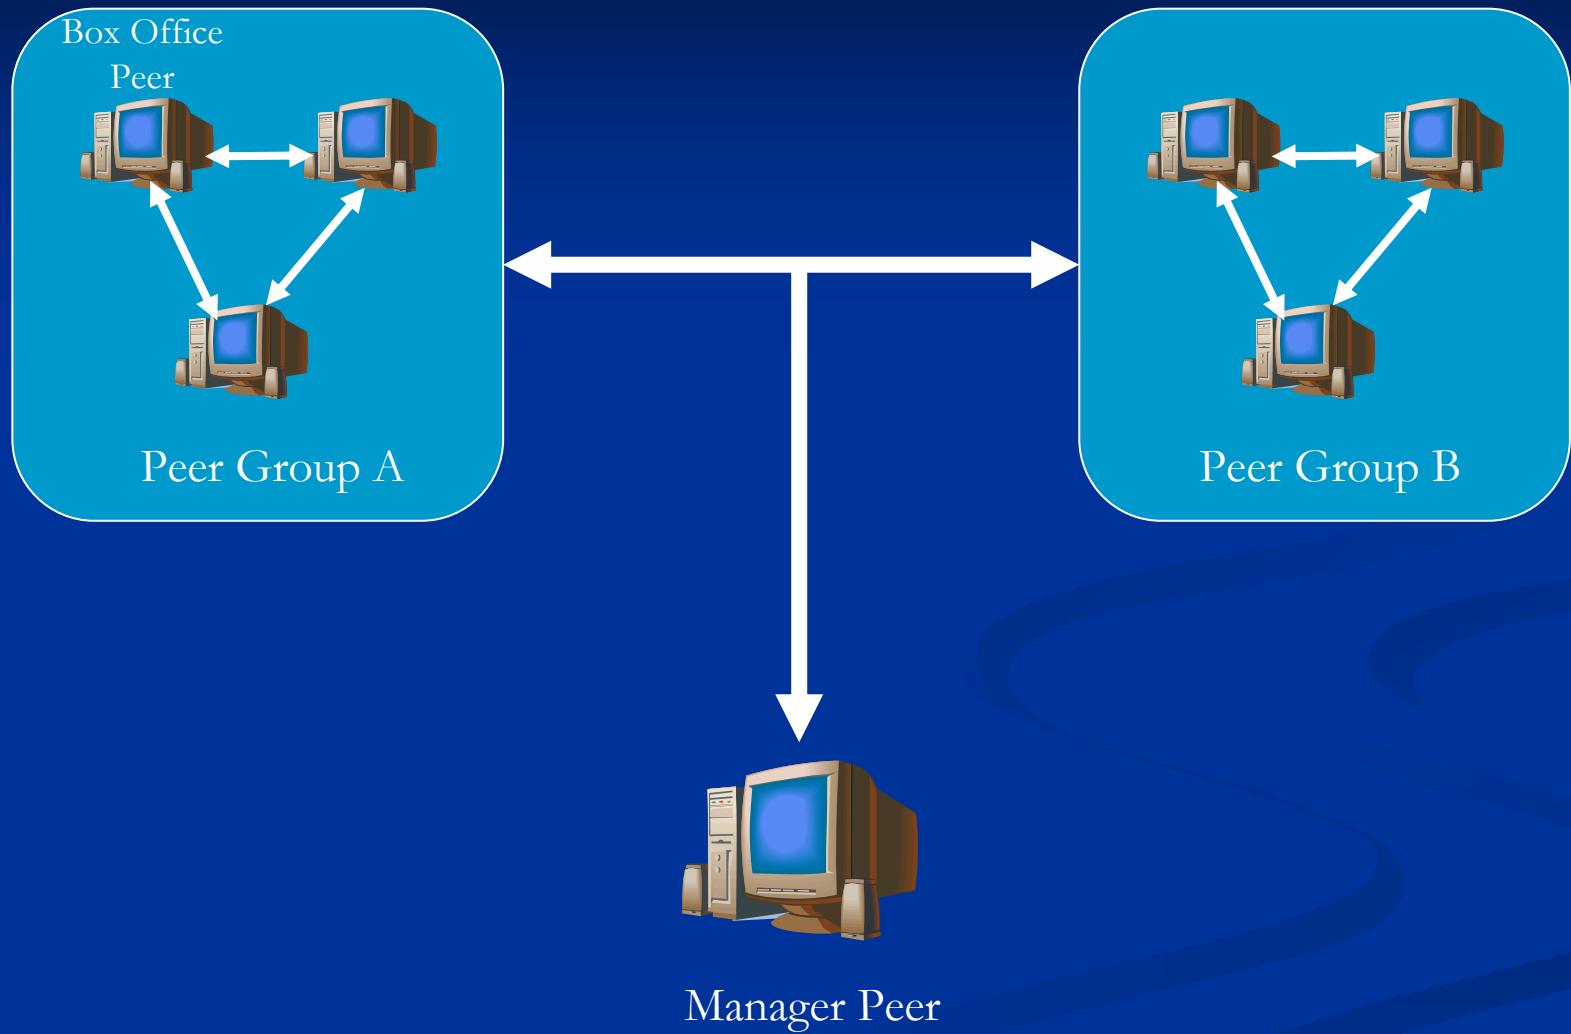 Box Office
Peer
Peer Group A
Peer Group B
Manager Peer